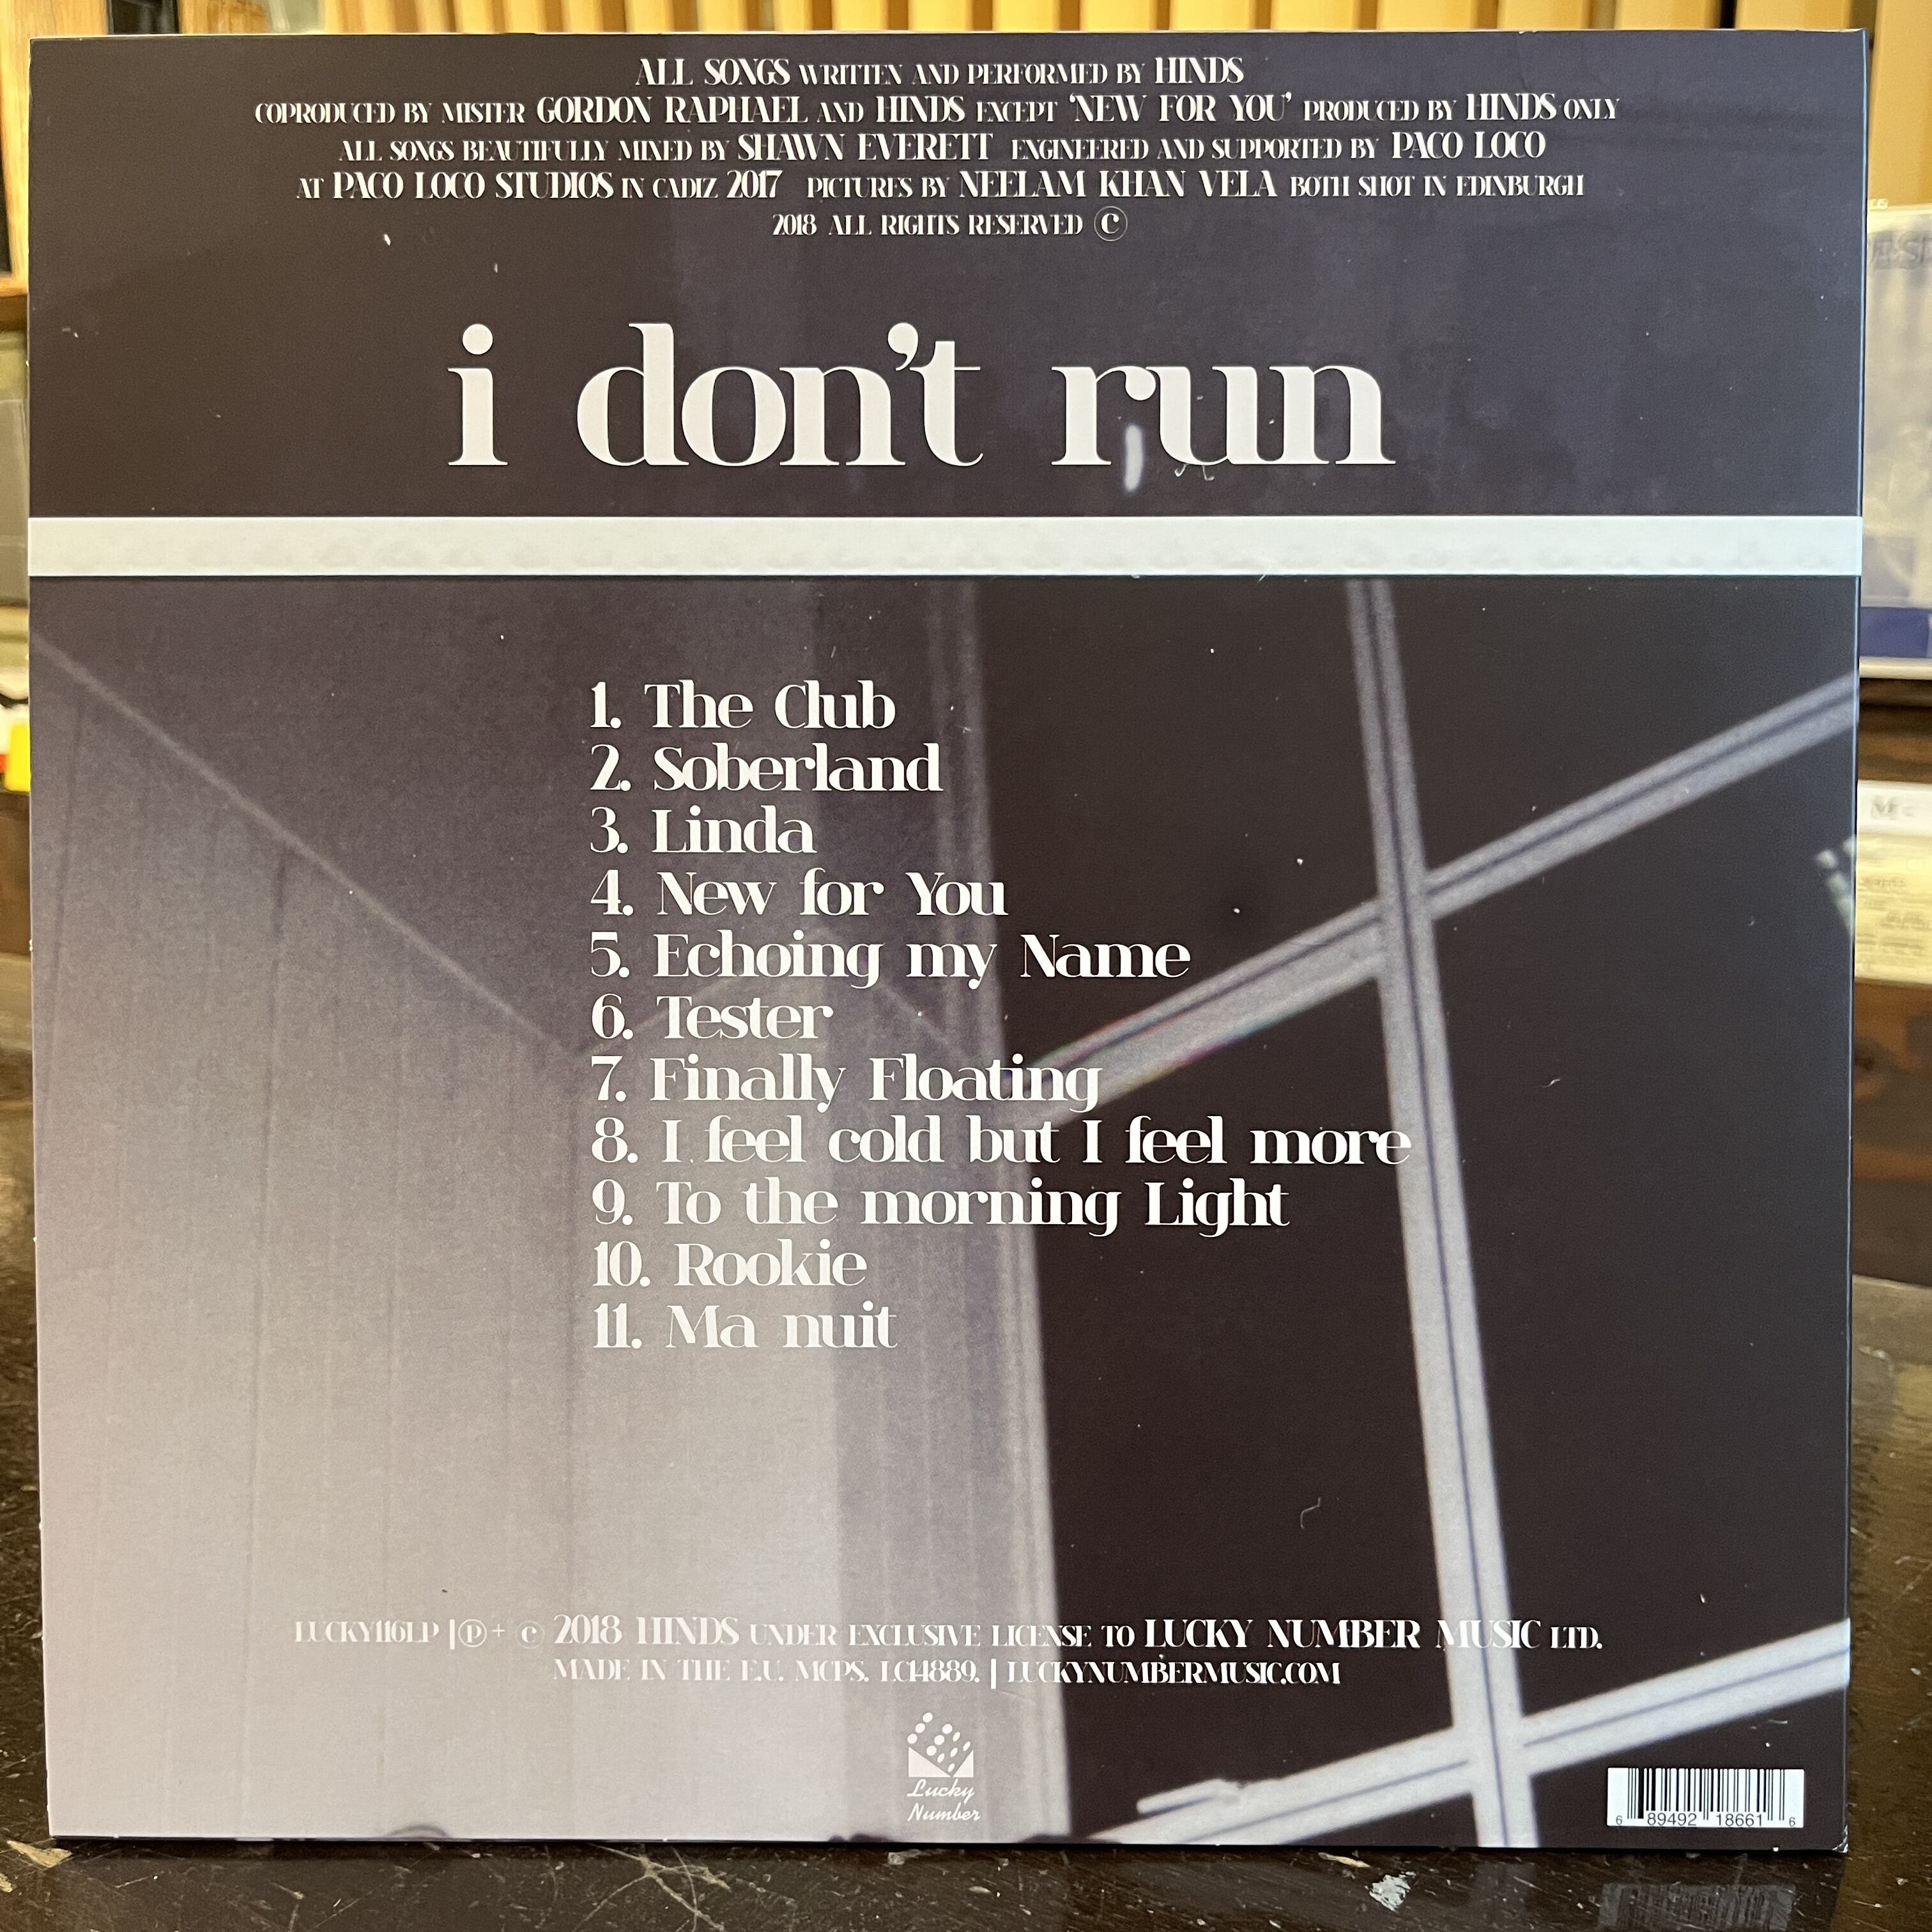 ALL SONGS WRITTEN AND PERFORMED BY HINDS
COPRODUCED BY MISTER GORDON RAPHAEL AND HINDS EXCEPT ‘NEW FOR YOU’ PRODUCED BY HINDS ONLY
ALL SONGS BEAUTIFULLY MIXED BY SHAWN EVERETT ENGINEERED AND SUPPORTED BY PACO LOCO
AT PACO LOCO STUDIOS IN CADIZ 2017 PICTURES BY NEELAM KHAN VELA BOTH SHOT IN EDINBURGH
2018 ALL RIGHTS RESERVED ©
i don’t run
1. The Club
2. Soberland
3. Linda
4. New for You
5. Echoing my Name
6. Tester
7. Finally Floating
8. I feel cold but I feel more
9. To the morning Light
10. Rookie
11. Ma nuit
LUCKY116LP |℗+ © 2018 HINDS UNDER EXCLUSIVE LICENSE TO LUCKY NUMBER MUSIC LTD.
MADE IN THE E.U. MCPS. LC14889. | LUCKYNUMBERMUSIC.COM
Lucky
Number
6 89492 18661 6